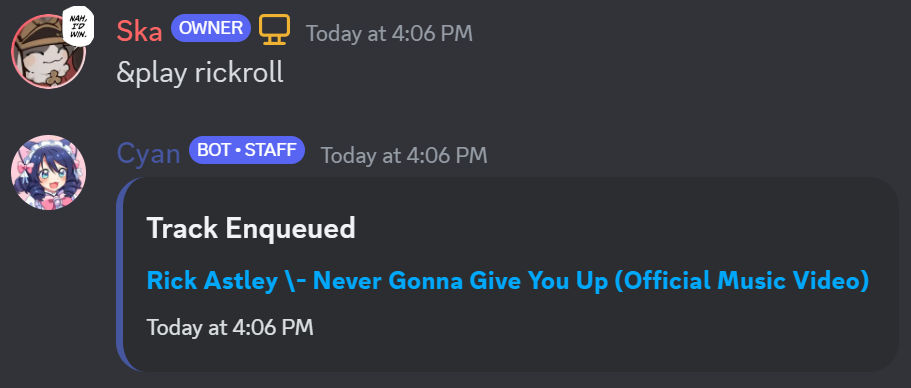 NAH,
I'D
WIN.
Ska OWNER Today at 4:06 PM
&play rickroll
Cyan BOT • STAFF Today at 4:06 PM
Track Enqueued
Rick Astley \- Never Gonna Give You Up (Official Music Video)
Today at 4:06 PM